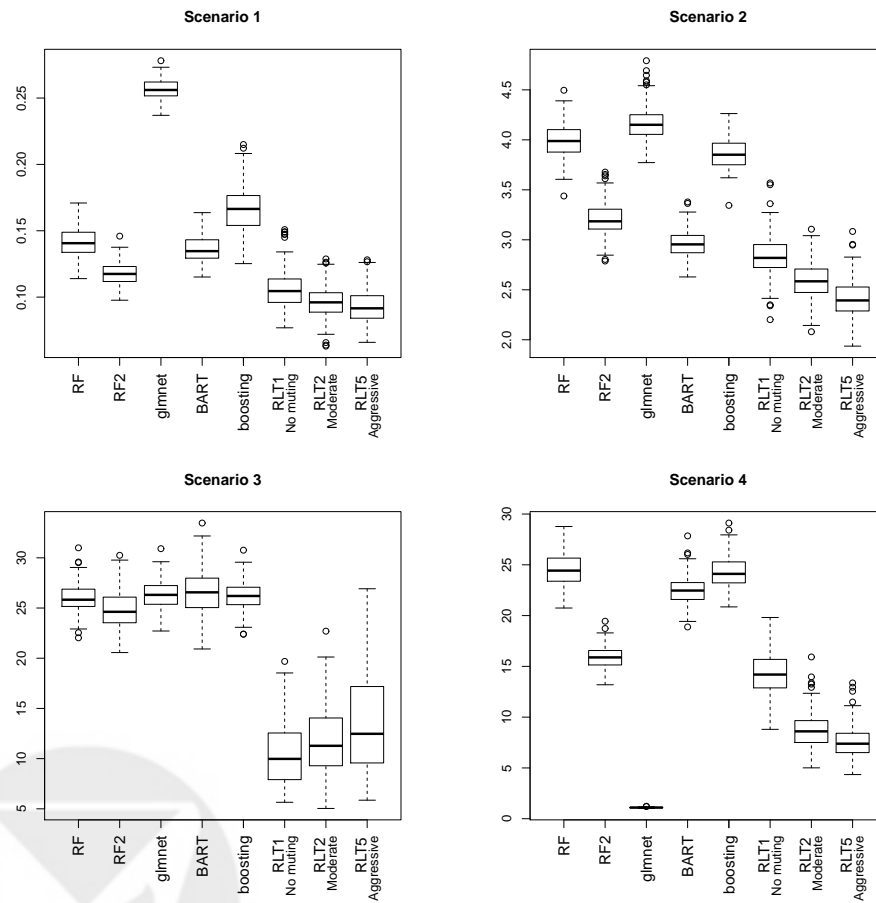 Scenario 1
0.25
0.20
0.15
0.10
RF
RF2
glmnet
BART
boosting
RLT1
No muting
RLT2
Moderate
RLT5
Aggressive
Scenario 2
4.5
4.0
3.5
3.0
2.5
2.0
RF
RF2
glmnet
BART
boosting
RLT1
No muting
RLT2
Moderate
RLT5
Aggressive
Scenario 3
30
25
20
15
10
5
RF
RF2
glmnet
BART
boosting
RLT1
No muting
RLT2
Moderate
RLT5
Aggressive
Scenario 4
30
25
20
15
10
5
0
RF
RF2
glmnet
BART
boosting
RLT1
No muting
RLT2
Moderate
RLT5
Aggressive